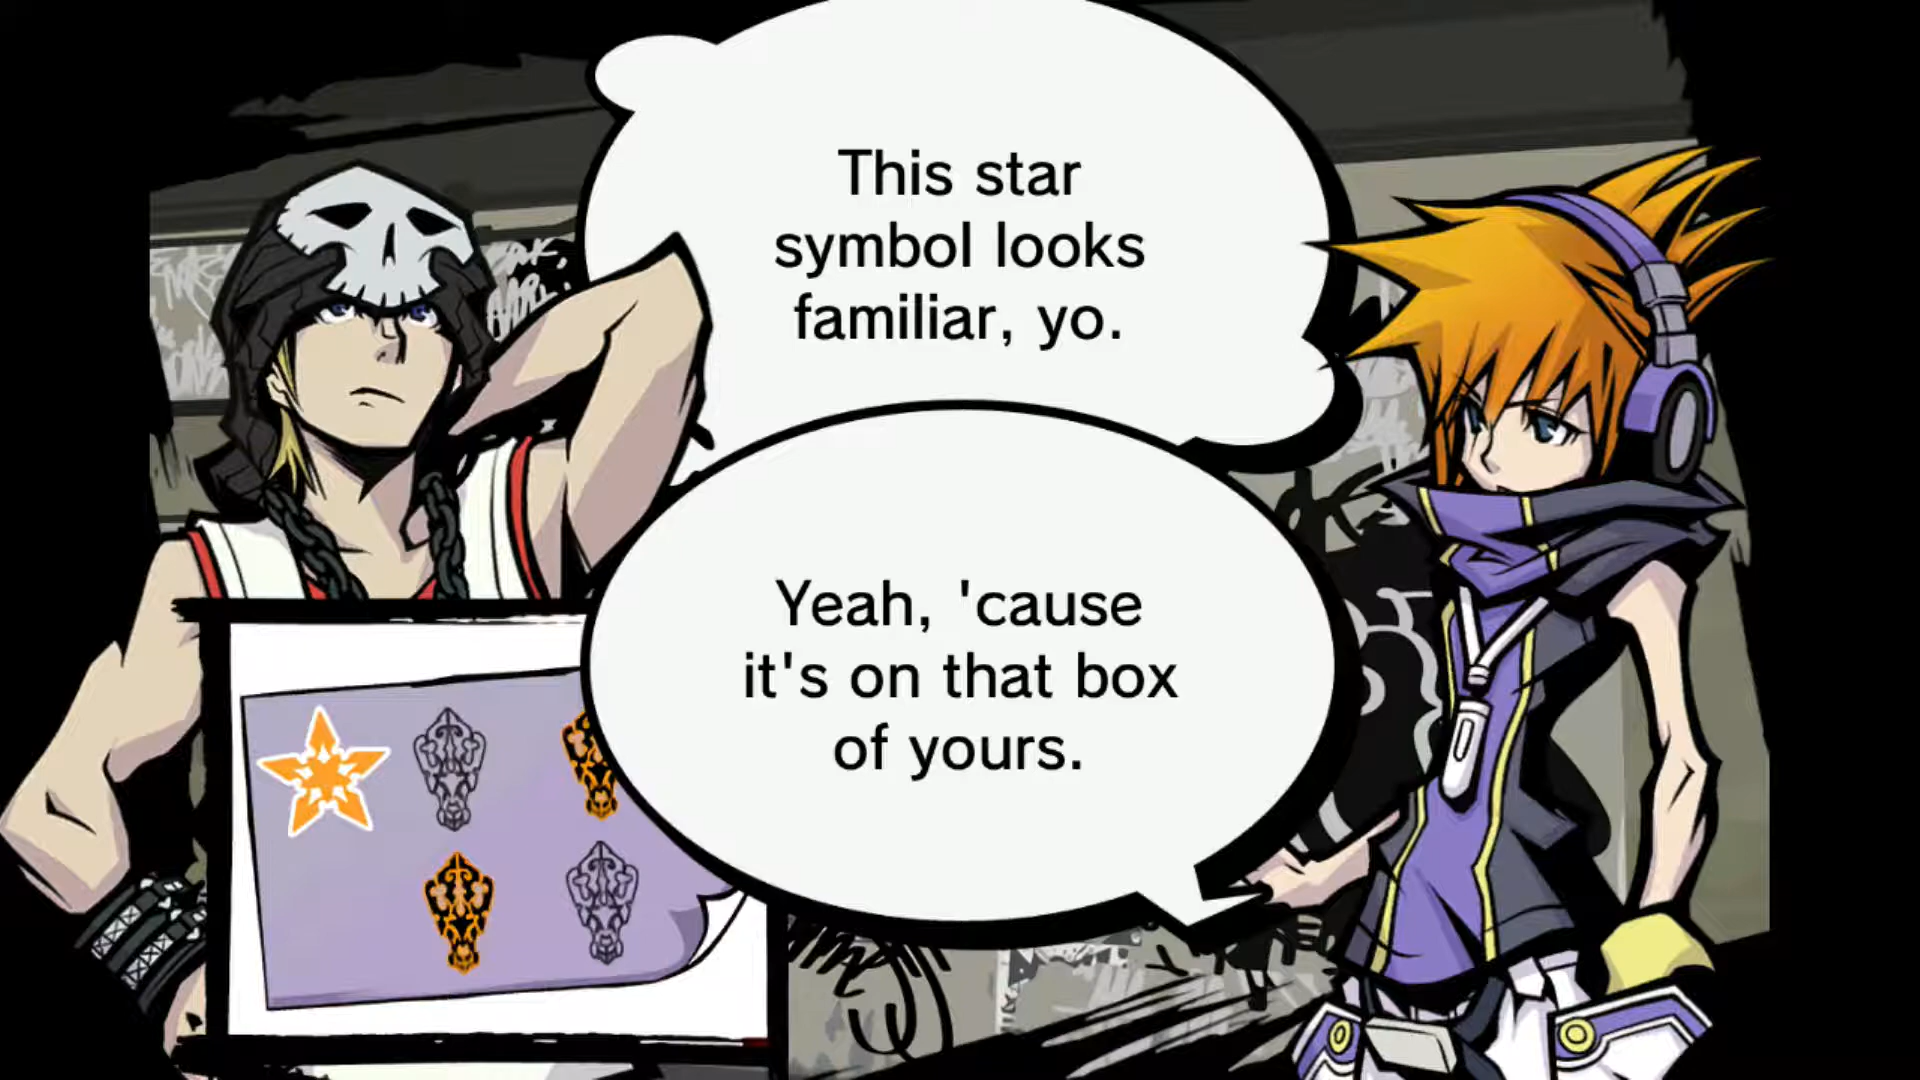 This star
symbol looks
familiar, yo.
Yeah, 'cause
it's on that box
of yours.